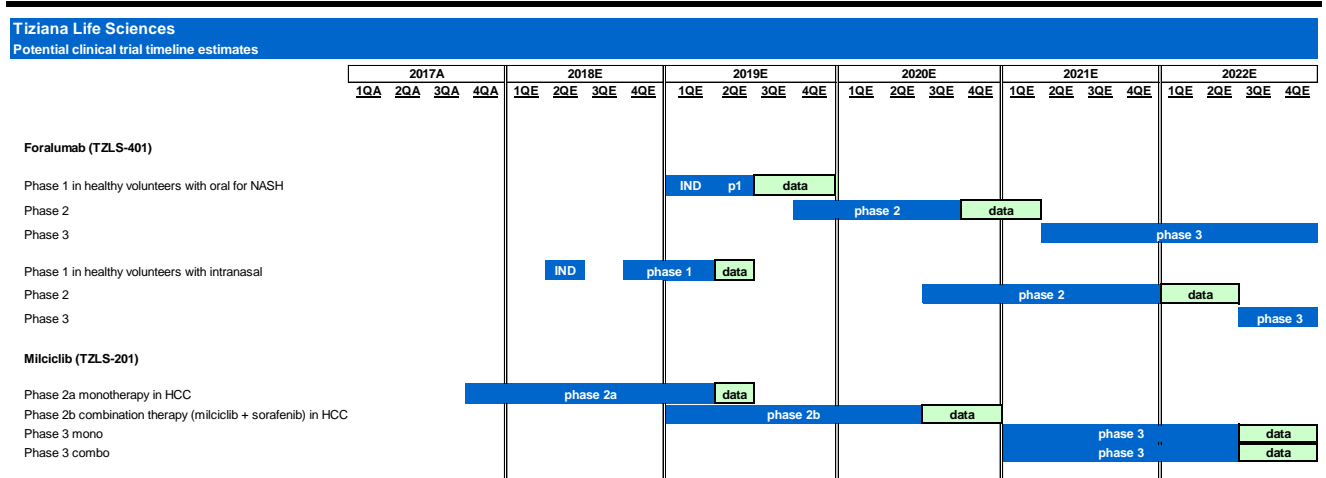 Tiziana Life Sciences
Potential clinical trial timeline estimates
2017A 2018E 2019E 2020E 2021E 2022E
1QA 2QA 3QA 4QA 1QE 2QE 3QE 4QE 1QE 2QE 3QE 4QE 1QE 2QE 3QE 4QE 1QE 2QE 3QE 4QE 1QE 2QE 3QE 4QE
Foralumab (TZLS-401)
Phase 1 in healthy volunteers with oral for NASH IND p1 data
Phase 2 phase 2 data
Phase 3 phase 3
Phase 1 in healthy volunteers with intranasal IND phase 1 data
Phase 2 phase 2 data
Phase 3 phase 3
Milciclib (TZLS-201)
Phase 2a monotherapy in HCC phase 2a data
Phase 2b combination therapy (milciclib + sorafenib) in HCC phase 2b data
Phase 3 mono phase 3 data
Phase 3 combo phase 3 data